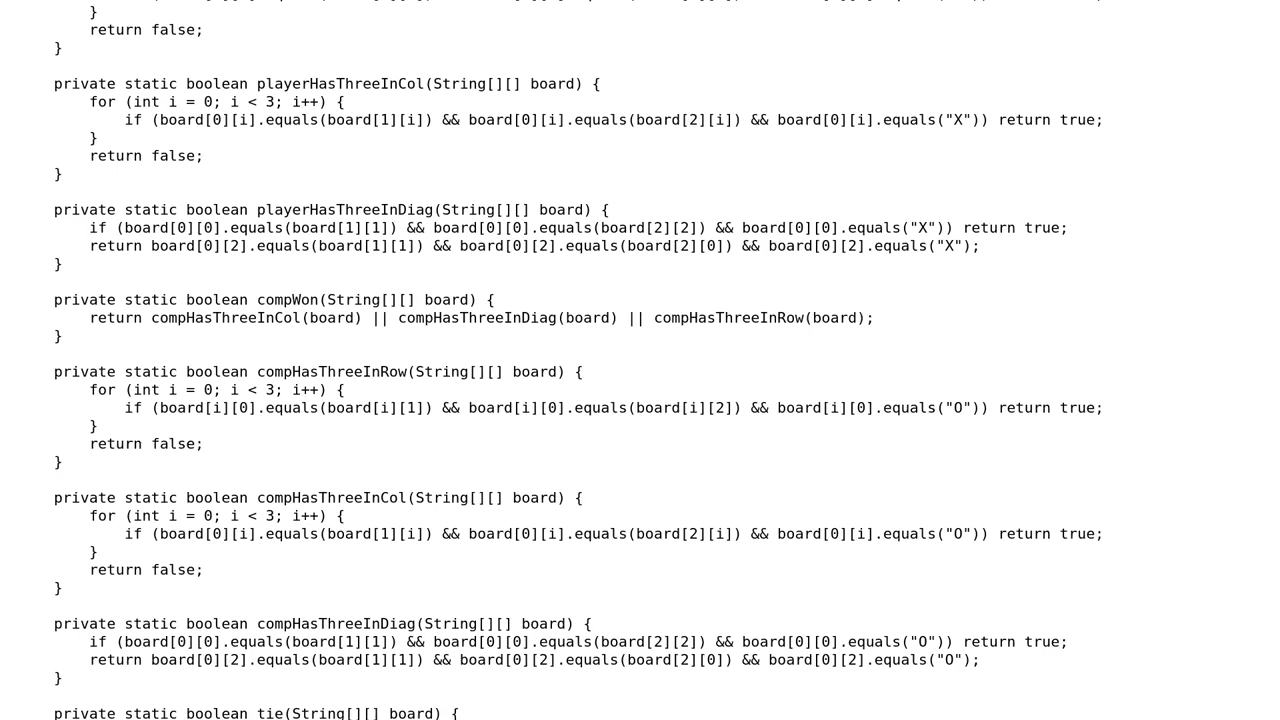 }
return false;
}
private static boolean playerHasThreeInCol(String[][] board) {
for (int i = 0; i < 3; i++) {
if (board[0][i].equals(board[1][i]) && board[0][i].equals(board[2][i]) && board[0][i].equals("X")) return true;
}
return false;
}
private static boolean playerHasThreeInDiag(String[][] board) {
if (board[0][0].equals(board[1][1]) && board[0][0].equals(board[2][2]) && board[0][0].equals("X")) return true;
return board[0][2].equals(board[1][1]) && board[0][2].equals(board[2][0]) && board[0][2].equals("X");
}
private static boolean compWon(String[][] board) {
return compHasThreeInCol(board) || compHasThreeInDiag(board) || compHasThreeInRow(board);
}
private static boolean compHasThreeInRow(String[][] board) {
for (int i = 0; i < 3; i++) {
if (board[i][0].equals(board[i][1]) && board[i][0].equals(board[i][2]) && board[i][0].equals("O")) return true;
}
return false;
}
private static boolean compHasThreeInCol(String[][] board) {
for (int i = 0; i < 3; i++) {
if (board[0][i].equals(board[1][i]) && board[0][i].equals(board[2][i]) && board[0][i].equals("O")) return true;
}
return false;
}
private static boolean compHasThreeInDiag(String[][] board) {
if (board[0][0].equals(board[1][1]) && board[0][0].equals(board[2][2]) && board[0][0].equals("O")) return true;
return board[0][2].equals(board[1][1]) && board[0][2].equals(board[2][0]) && board[0][2].equals("O");
}
private static boolean tie(String[][] board) {